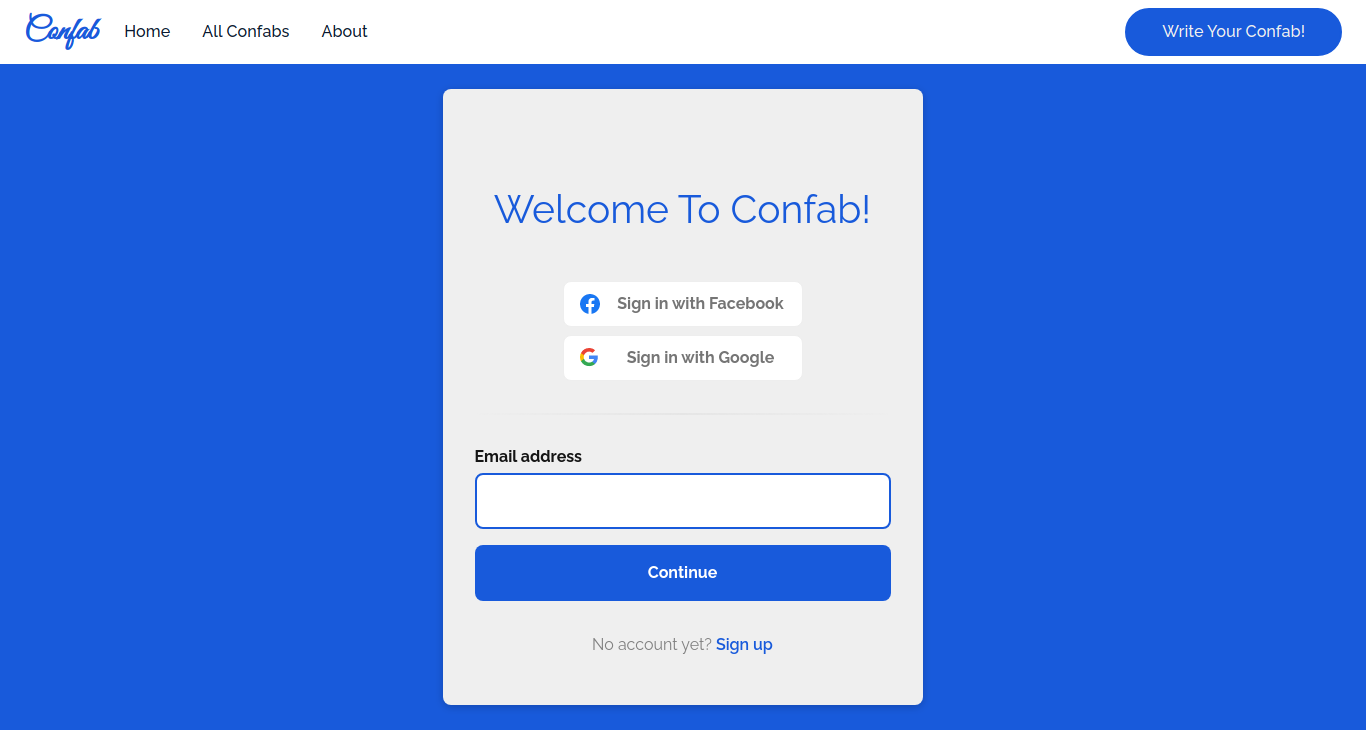 Confab Home All Confabs About Write Your Confab!
Welcome To Confab!
Sign in with Facebook
Sign in with Google
Email address
Continue
No account yet? Sign up